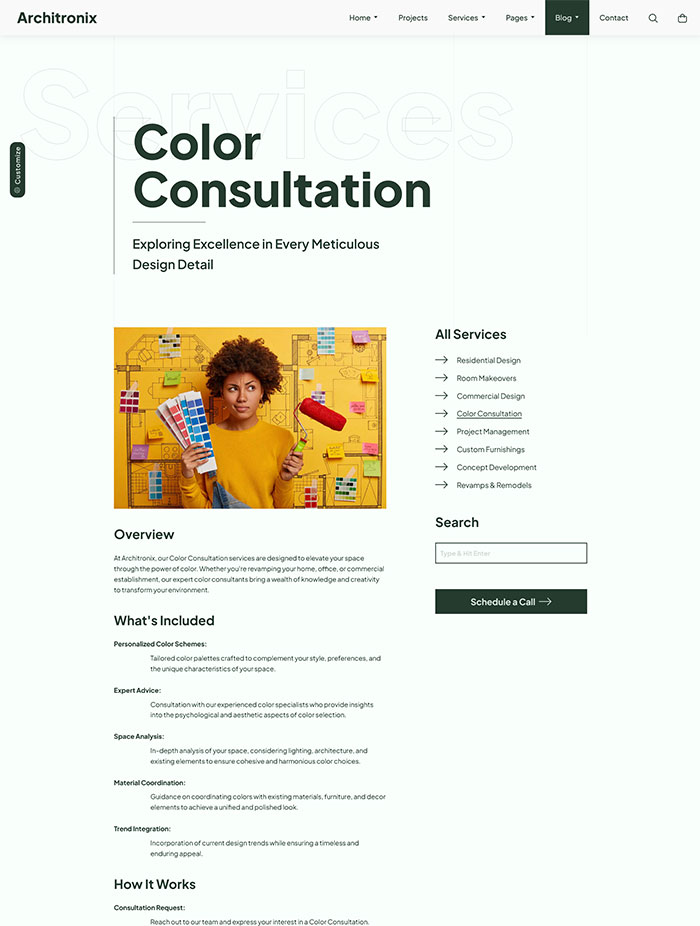 Architronix
Home
Projects
Services
Pages
Blog
Contact
Services
Customize
Color
Consultation
Exploring Excellence in Every Meticulous
Design Detail
Overview
At Architronix, our Color Consultation services are designed to elevate your space
through the power of color. Whether you're revamping your home, office, or commercial
establishment, our expert color consultants bring a wealth of knowledge and creativity
to transform your environment.
What's Included
Personalized Color Schemes:
Tailored color palettes crafted to complement your style, preferences, and
the unique characteristics of your space.
Expert Advice:
Consultation with our experienced color specialists who provide insights
into the psychological and aesthetic aspects of color selection.
Space Analysis:
In-depth analysis of your space, considering lighting, architecture, and
existing elements to ensure cohesive and harmonious color choices.
Material Coordination:
Guidance on coordinating colors with existing materials, furniture, and decor
elements to achieve a unified and polished look.
Trend Integration:
Incorporation of current design trends while ensuring a timeless and
enduring appeal.
How It Works
Consultation Request:
Reach out to our team and express your interest in a Color Consultation.
All Services
Residential Design
Room Makeovers
Commercial Design
Color Consultation
Project Management
Custom Furnishings
Concept Development
Revamps & Remodels
Search
Type & Hit Enter
Schedule a Call